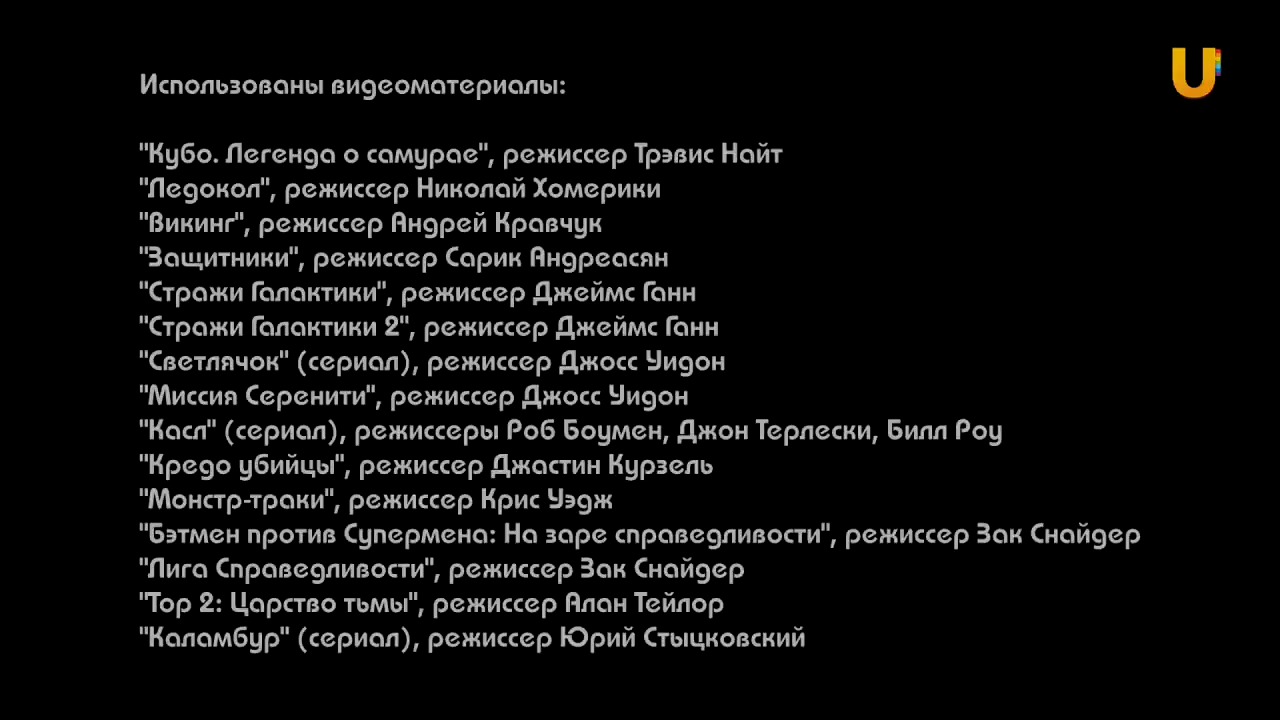 Использованы видеоматериалы:
U
"Кубо. Легенда о самурае", режиссер Трэвис Найт
"Ледокол", режиссер Николай Хомерики
"Викинг", режиссер Андрей Кравчук
"Защитники", режиссер Сарик Андреасян
"Стражи Галактики", режиссер Джеймс Ганн
"Стражи Галактики 2", режиссер Джеймс Ганн
"Светлячок" (сериал), режиссер Джосс Уидон
"Миссия Серенити", режиссер Джосс Уидон
"Касл" (сериал), режиссеры Роб Боумен, Джон Терлески, Билл Роу
"Кредо убийцы", режиссер Джастин Курзель
"Монстр-траки", режиссер Крис Уэдж
"Бэтмен против Супермена: На заре справедливости", режиссер Зак Снайдер
"Лига Справедливости", режиссер Зак Снайдер
"Тор 2: Царство тьмы", режиссер Алан Тейлор
"Каламбур" (сериал), режиссер Юрий Стыцковский